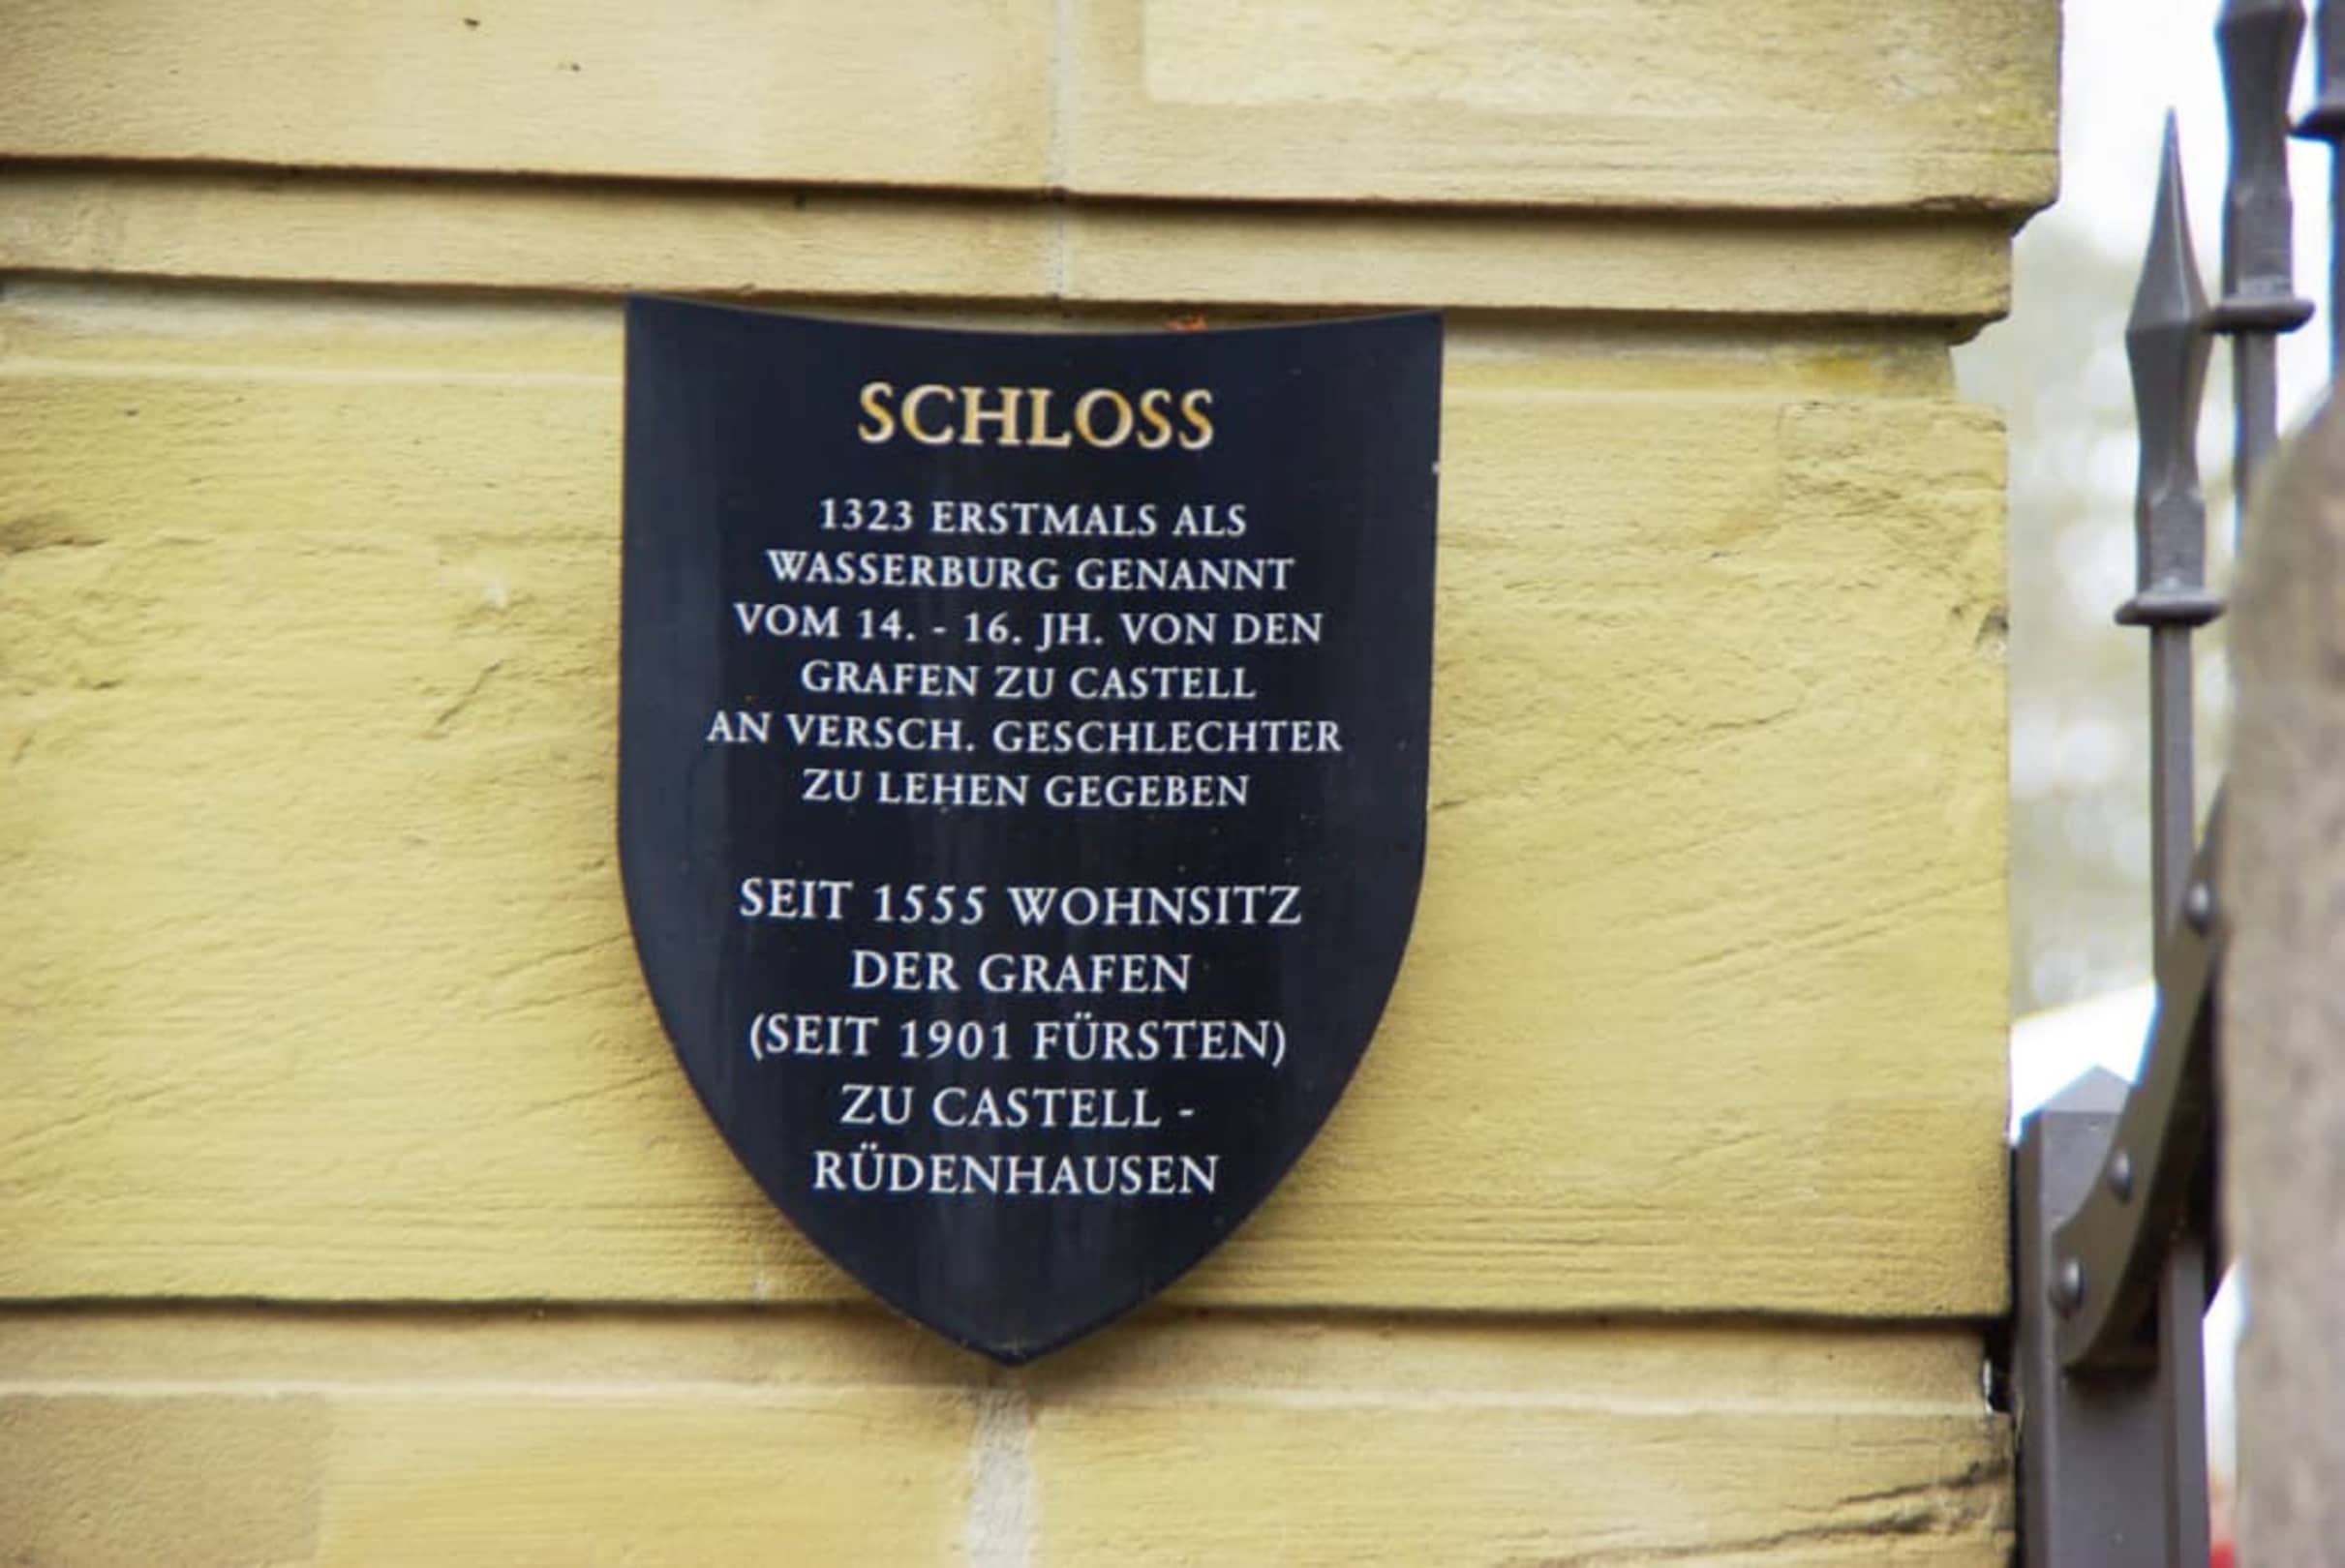 SCHLOSS
1323 ERSTMALS ALS
WASSERBURG GENANNT
VOM 14. - 16. JH. VON DEN
GRAFEN ZU CASTELL
AN VERSCH. GESCHLECHTER
ZU LEHEN GEGEBEN
SEIT 1555 WOHNSITZ
DER GRAFEN
(SEIT 1901 FÜRSTEN)
ZU CASTELL -
RÜDENHAUSEN